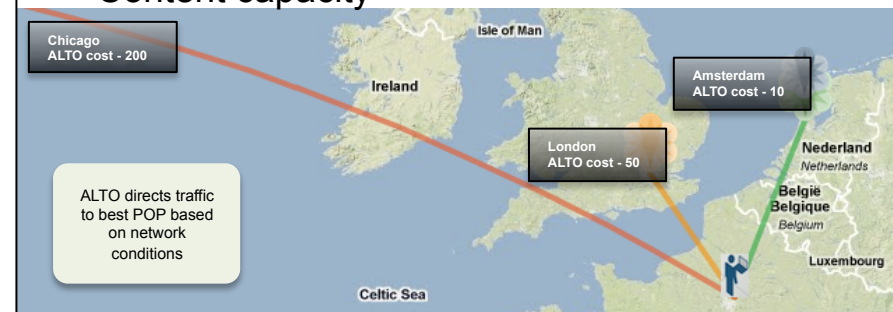 Content capacity
Isle of Man
Chicago
ALTO cost - 200
Ireland
Amsterdam
ALTO cost - 10
London
ALTO cost - 50
Nederland
Netherlands
België
Belgique
Belgium
ALTO directs traffic
to best POP based
on network
conditions
Luxembourg
Celtic Sea